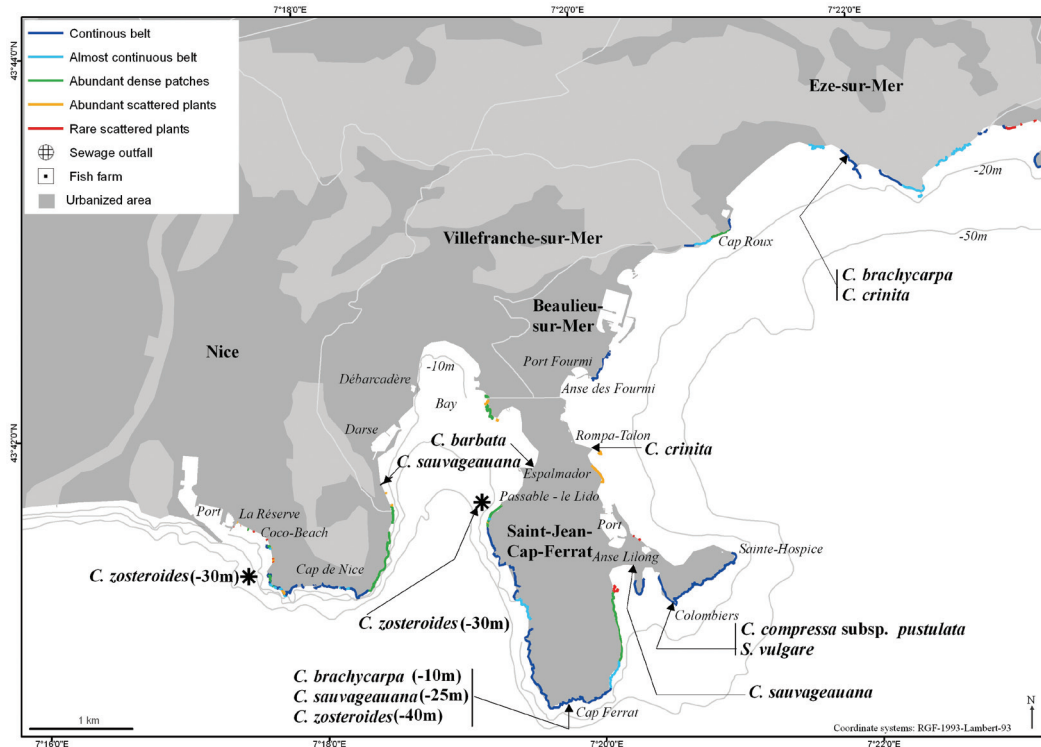 7°18'0"E
7°20'0"E
7°22'0"E
43°44'0"N
Continous belt
Almost continuous belt
Abundant dense patches
Abundant scattered plants
Rare scattered plants
Sewage outfall
Fish farm
Urbanized area
Eze-sur-Mer
-20m
-50m
Villefranche-sur-Mer
Cap Roux
C. brachycarpa
C. crinita
Beaulieu-
sur-Mer
Nice
Port Fourmi
-10m
Débarcadère
Anse des Fourmi
Bay
43°42'0"N
Darse
C. barbata
Rompa-Talon
C. crinita
C. sauvageauana
Espalmador
Passable - le Lido
Port
La Réserve
Coco-Beach
Saint-Jean-
Cap-Ferrat
Port
Anse Lilong
Sainte-Hospice
Cap de Nice
C. zosteroides (-30m)
Colombiers
C. zosteroides (-30m)
C. compressa subsp. pustulata
S. vulgare
C. brachycarpa (-10m)
C. sauvageauana (-25m)
C. zosteroides (-40m)
C. sauvageauana
Cap Ferrat
1 km
N
Coordinate systems: RGF-1993-Lambert-93
7°16'0"E
7°18'0"E
7°20'0"E
7°22'0"E